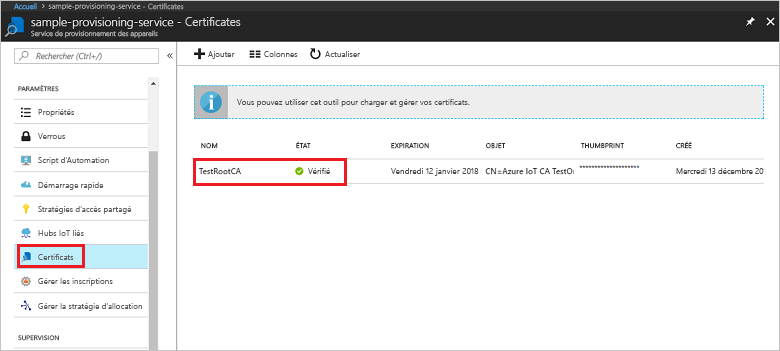 Accueil > sample-provisioning-service - Certificates
sample-provisioning-service - Certificates
Service de provisionnement des appareils
Rechercher (Ctrl+/)
Ajouter Colonnes Actualiser
PARAMÈTRES
Vous pouvez utiliser cet outil pour charger et gérer vos certificats.
Propriétés
Verrous
NOM ÉTAT EXPIRATION OBJET THUMBPRINT CRÉÉ
Script d'Automation
TestRootCA Vérifié Vendredi 12 janvier 2018 CN=Azure IoT CA TestOn ******************** Mercredi 13 décembre 20
Démarrage rapide
Stratégies d'accès partagé
Hubs IoT liés
Certificats
Gérer les inscriptions
Gérer la stratégie d'allocation
SUPERVISION